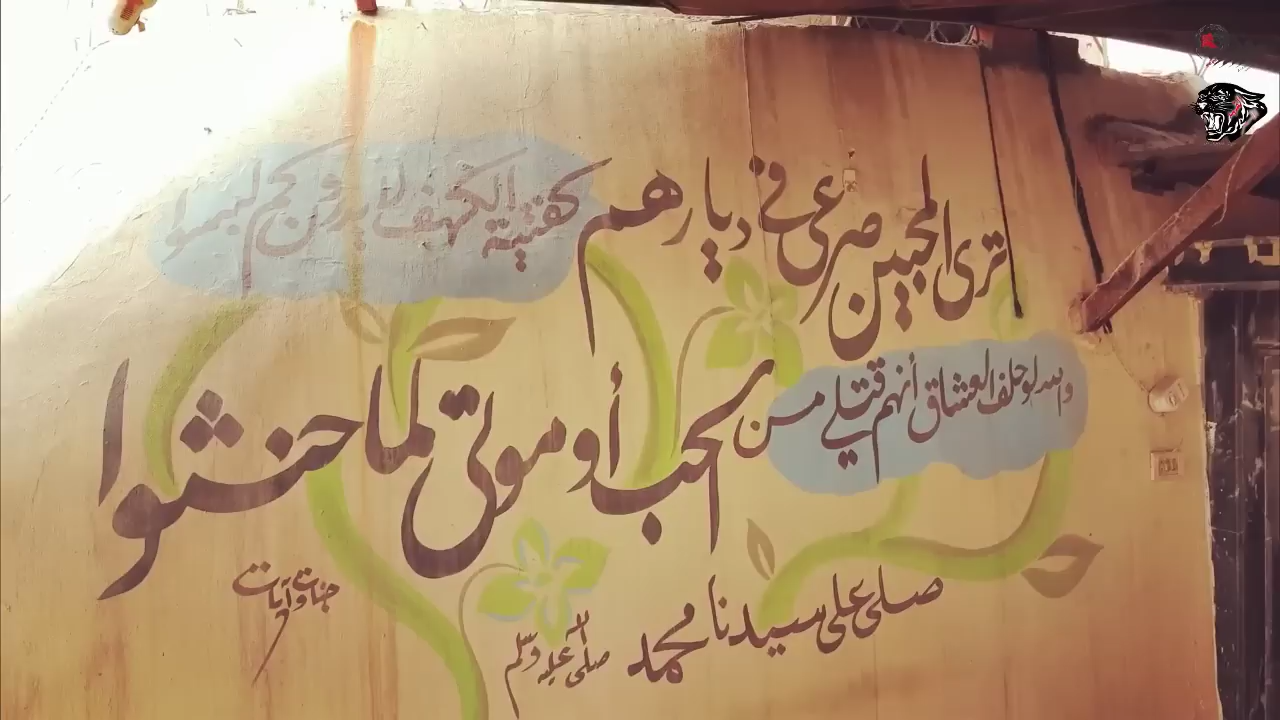 ترى المحبين صرعى في ديارهم كفتية الكهف لا يدرون كم لبثوا
والله لو حلف العشاق أنهم قتلى من الحب أو موتى لما حنثوا
صلى على سيدنا محمد صلى الله عليه وسلم